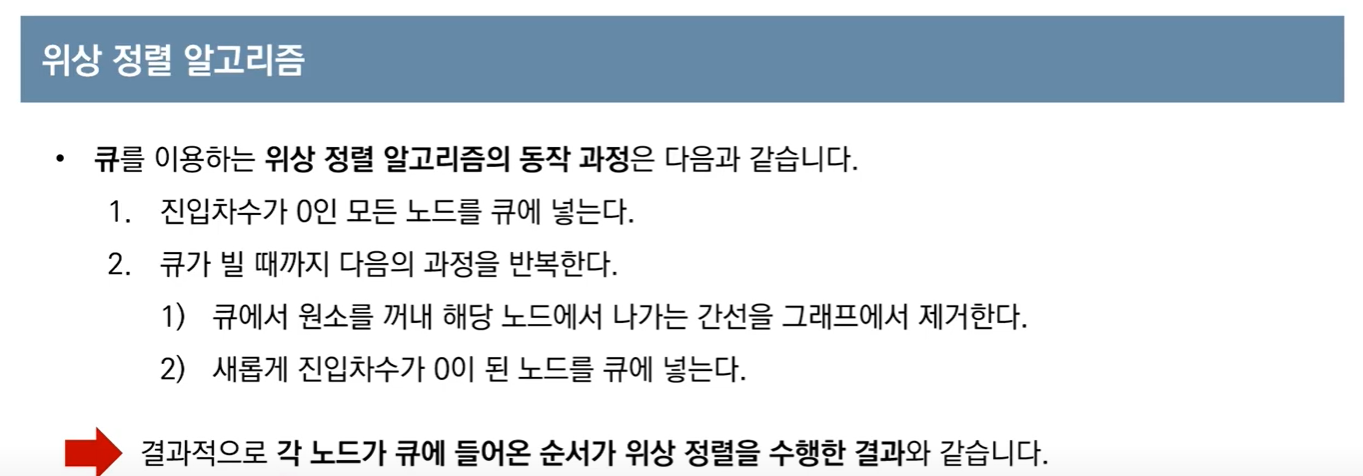 위상 정렬 알고리즘
• 큐를 이용하는 위상 정렬 알고리즘의 동작 과정은 다음과 같습니다.
1. 진입차수가 0인 모든 노드를 큐에 넣는다.
2. 큐가 빌 때까지 다음의 과정을 반복한다.
1) 큐에서 원소를 꺼내 해당 노드에서 나가는 간선을 그래프에서 제거한다.
2) 새롭게 진입차수가 0이 된 노드를 큐에 넣는다.
결과적으로 각 노드가 큐에 들어온 순서가 위상 정렬을 수행한 결과와 같습니다.